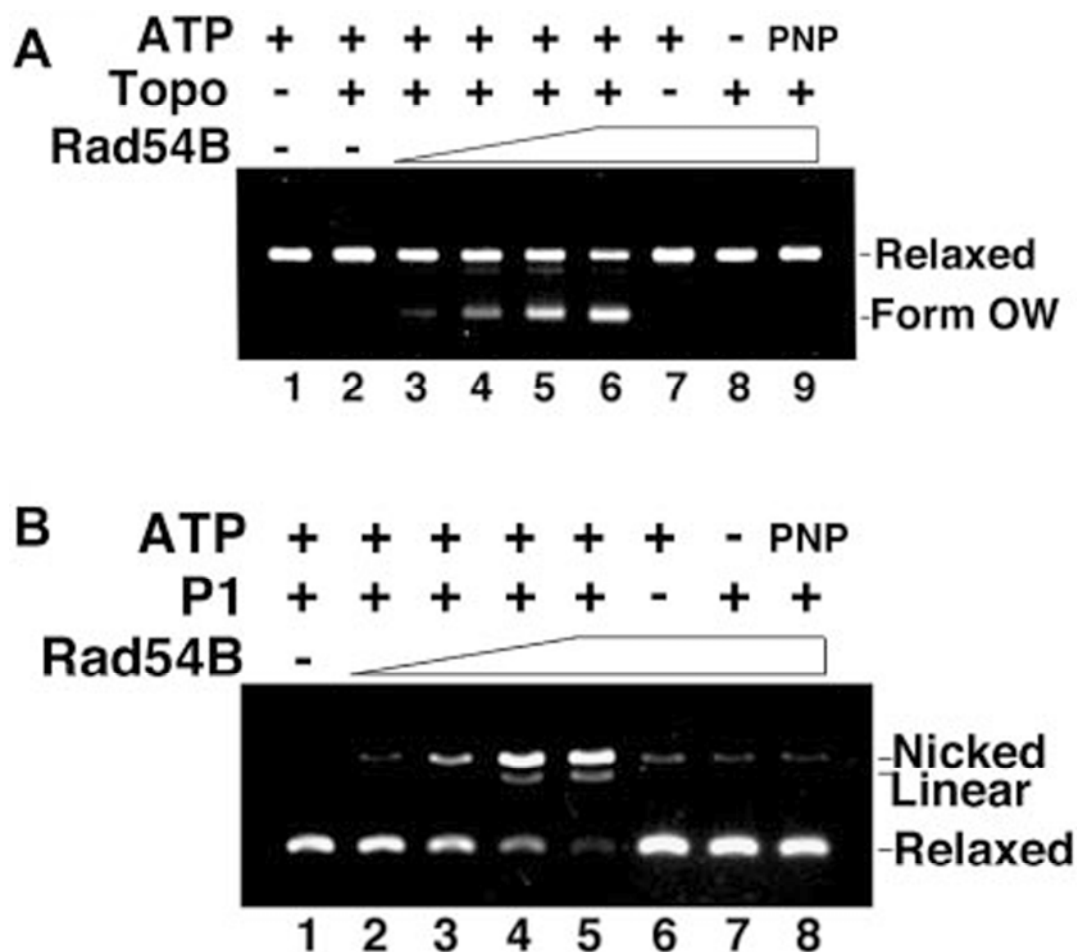 A
ATP + + + + + + + - PNP
Topo - + + + + + - + +
Rad54B - -
Relaxed
Form OW
1 2 3 4 5 6 7 8 9
B
ATP + + + + + + - PNP
P1 + + + + + - + +
Rad54B -
Nicked
Linear
Relaxed
1 2 3 4 5 6 7 8